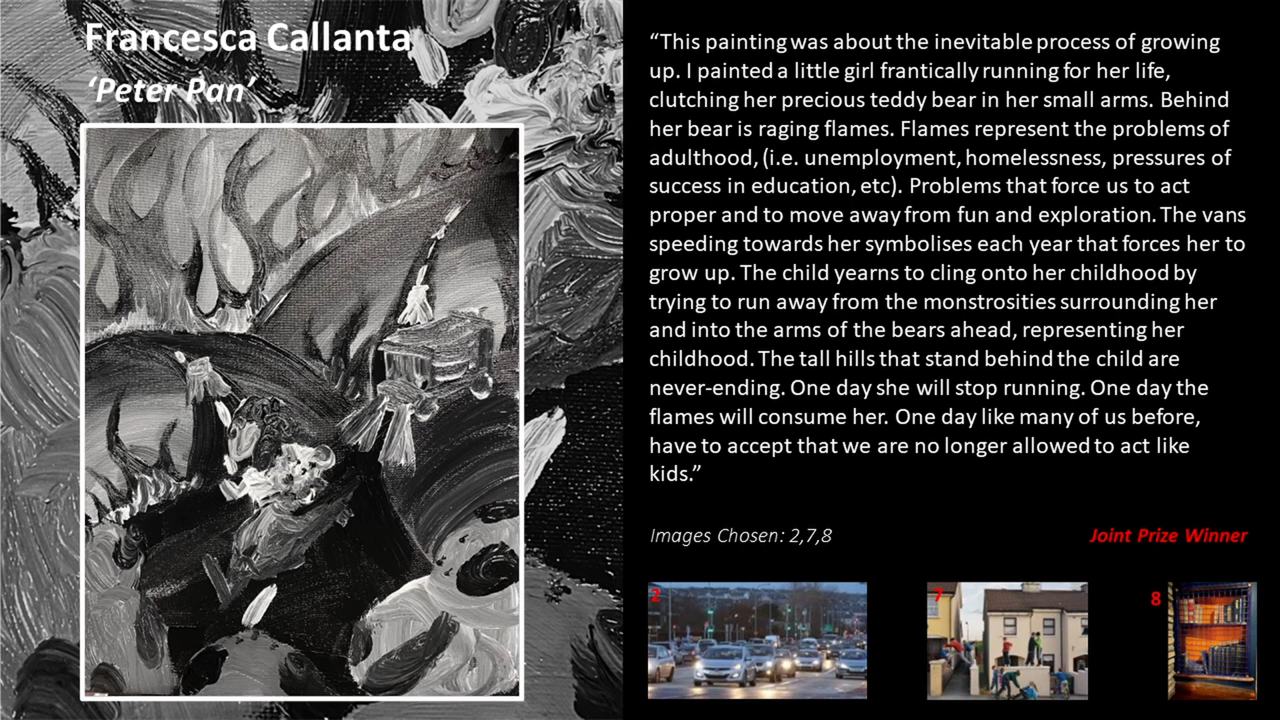 Francesca Callanta
‘Peter Pan’
“This painting was about the inevitable process of growing
up. I painted a little girl frantically running for her life,
clutching her precious teddy bear in her small arms. Behind
her bear is raging flames. Flames represent the problems of
adulthood, (i.e. unemployment, homelessness, pressures of
success in education, etc). Problems that force us to act
proper and to move away from fun and exploration. The vans
speeding towards her symbolises each year that forces her to
grow up. The child yearns to cling onto her childhood by
trying to run away from the monstrosities surrounding her
and into the arms of the bears ahead, representing her
childhood. The tall hills that stand behind the child are
never-ending. One day she will stop running. One day the
flames will consume her. One day like many of us before,
have to accept that we are no longer allowed to act like
kids.”
Images Chosen: 2,7,8
Joint Prize Winner
2
7
8